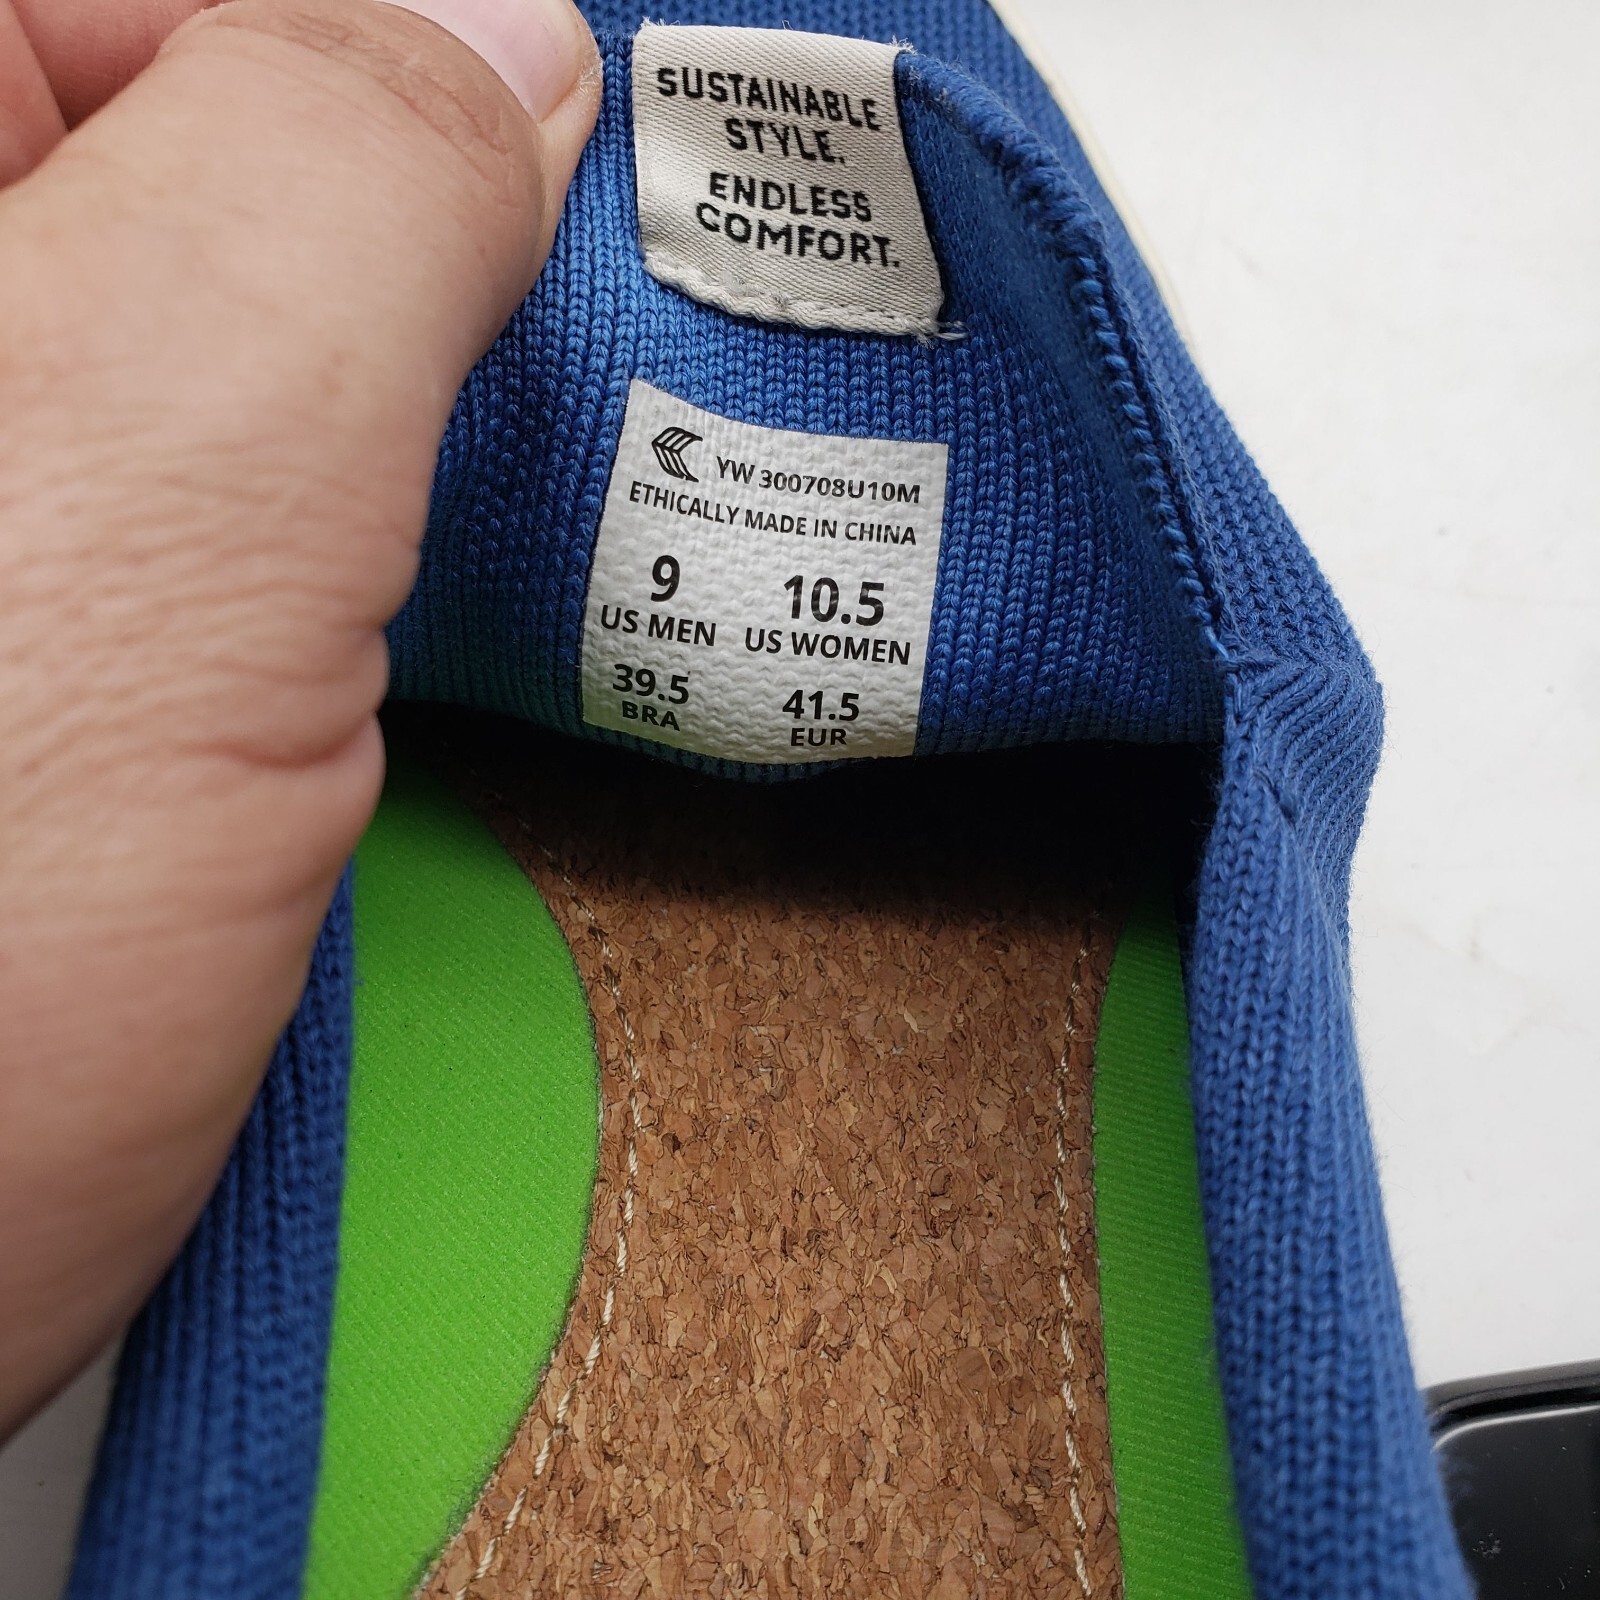 SUSTAINABLE
STYLE.
ENDLESS
COMFORT.
YW 300708U10M
ETHICALLY MADE IN CHINA
9 10.5
US MEN US WOMEN
39.5 41.5
BRA EUR